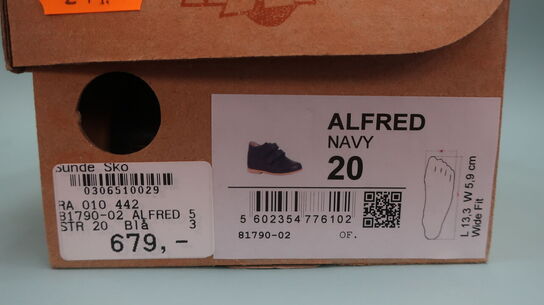 ALFRED
NAVY
20
5 602354 776102
81790-02 OF.
L 13,3 W 5,9 cm
Wide Fit
Sunde Sko
0306510029
RA 010 442
81790-02 ALFRED 5
STR 20 Blå 3
679,-